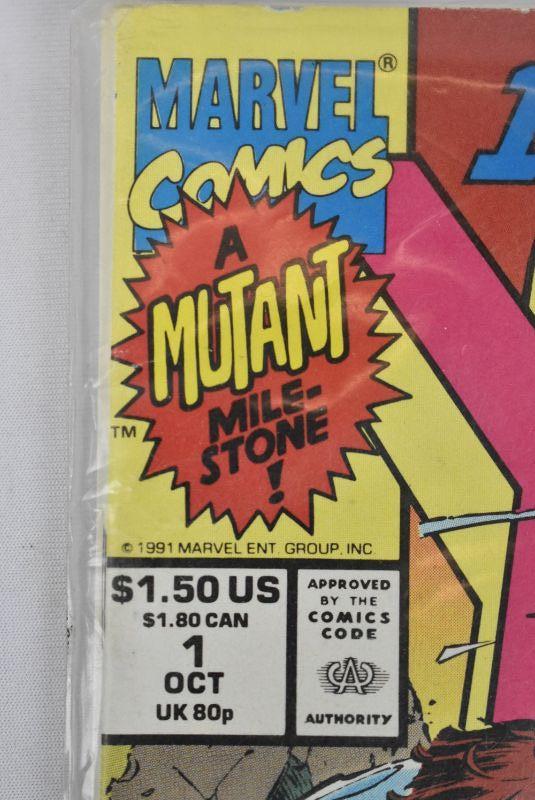 MARVEL®
COMICS
A
MUTANT
MILE-
STONE
!
TM
© 1991 MARVEL ENT. GROUP, INC.
$1.50 US
$1.80 CAN
1
OCT
UK 80p
APPROVED
BY THE
COMICS
CODE
CA
AUTHORITY
1